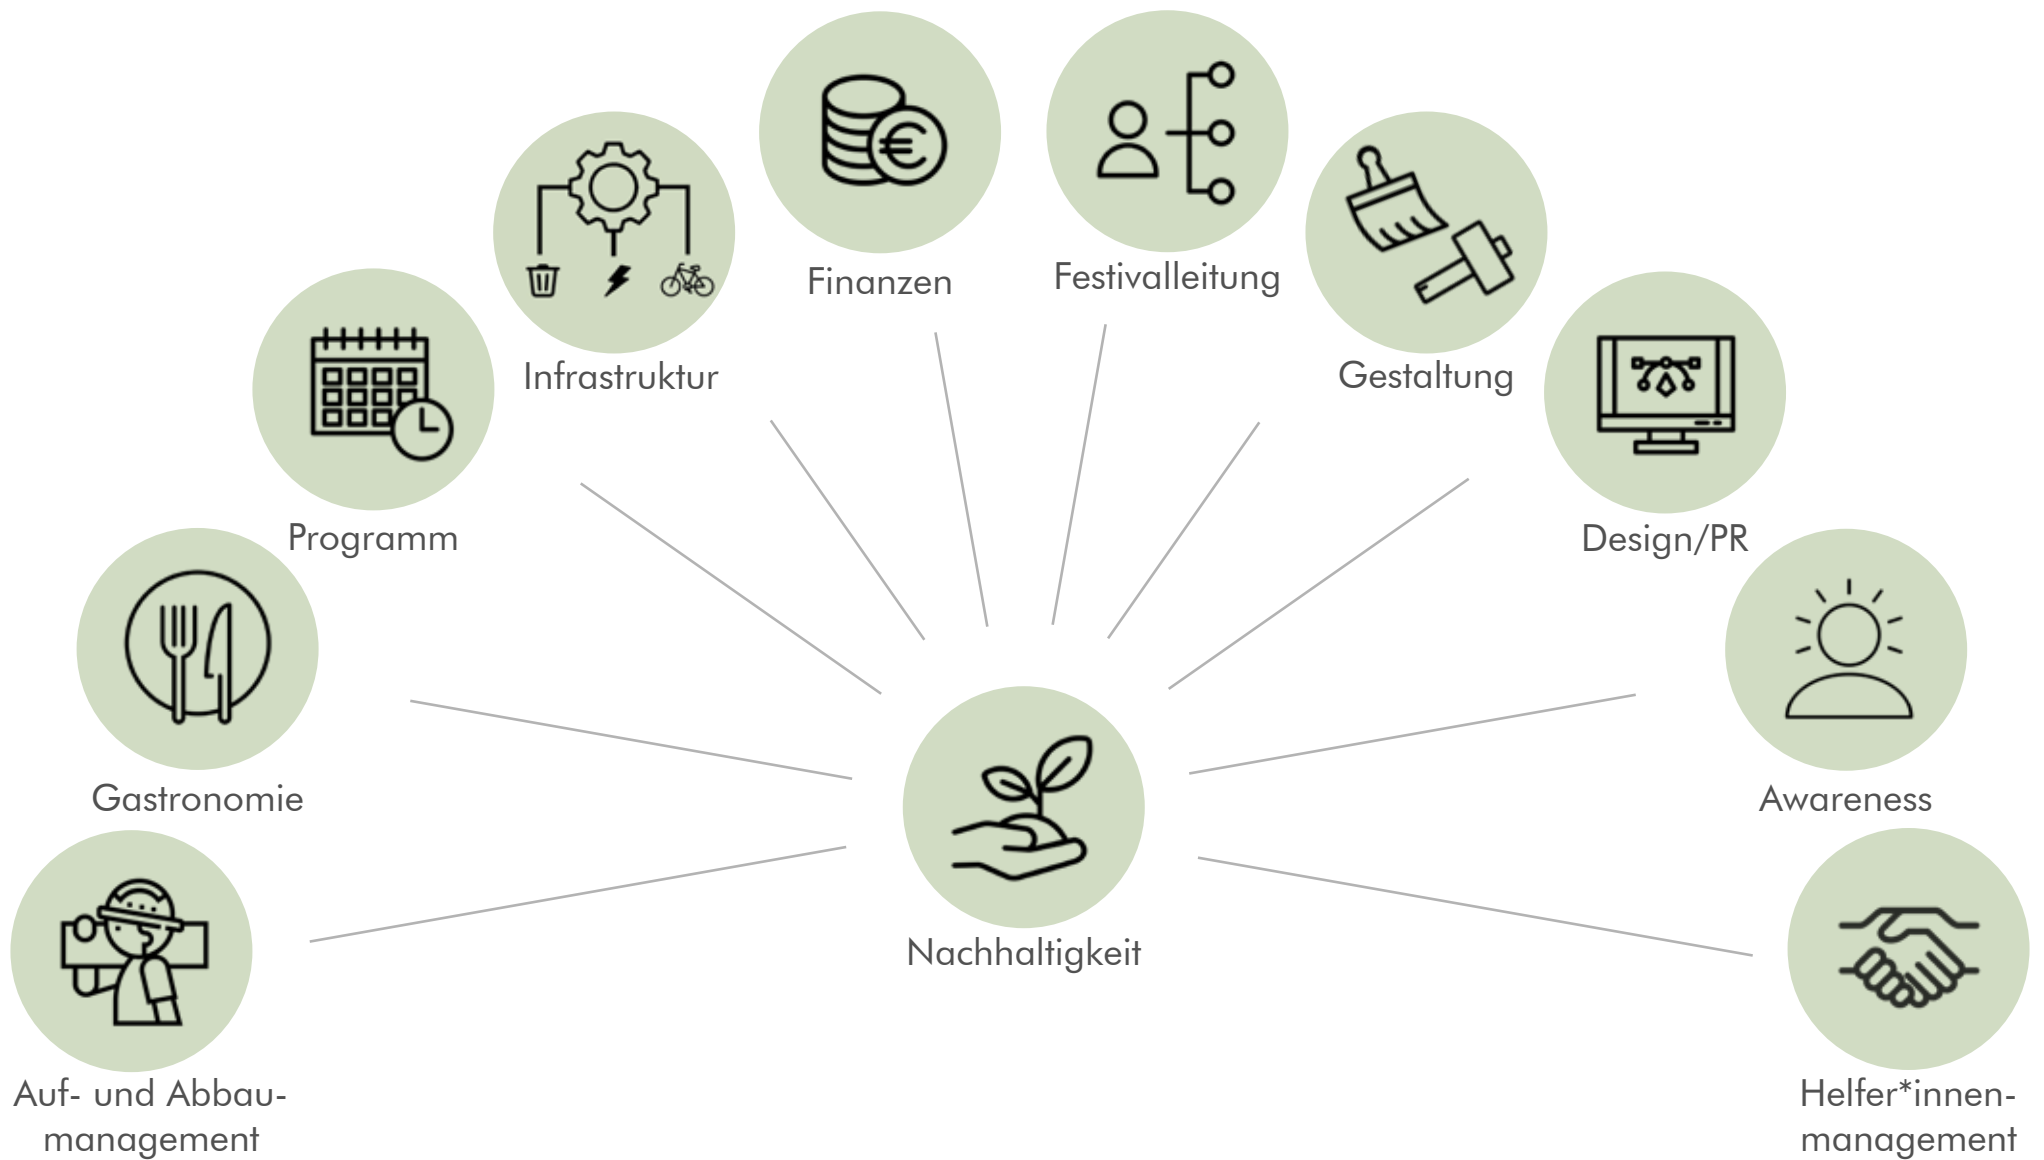 Finanzen
Festivalleitung
Infrastruktur
Gestaltung
Programm
Design/PR
Gastronomie
Awareness
Nachhaltigkeit
Auf- und Abbau-
management
Helfer*innen-
management